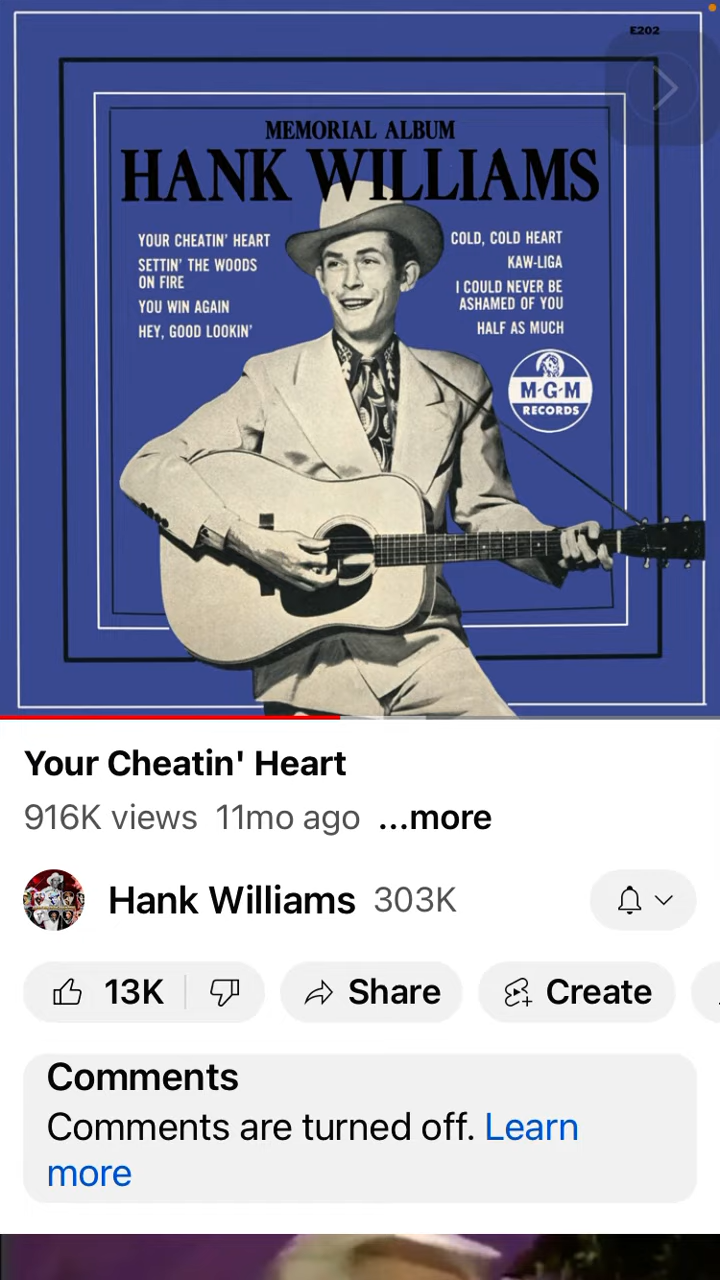 E202
MEMORIAL ALBUM
HANK WILLIAMS
YOUR CHEATIN' HEART
SETTIN' THE WOODS
ON FIRE
YOU WIN AGAIN
HEY, GOOD LOOKIN'
COLD, COLD HEART
KAW-LIGA
I COULD NEVER BE
ASHAMED OF YOU
HALF AS MUCH
M-G-M
RECORDS
Your Cheatin' Heart
916K views 11mo ago ...more
Hank Williams 303K
13K Share Create
Comments
Comments are turned off. Learn
more